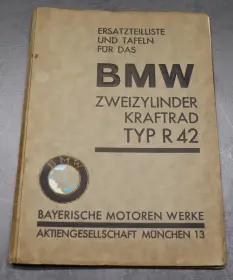 ERSATZTEILLISTE
UND TAFELN
FÜR DAS
BMW
ZWEIZYLINDER
KRAFTRAD
TYP R 42
BMW
BAYERISCHE MOTOREN WERKE
AKTIENGESELLSCHAFT MÜNCHEN 13